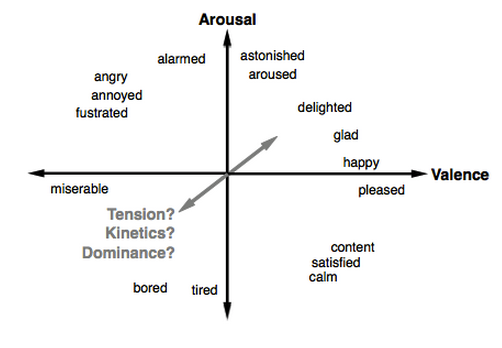 Arousal
alarmed
astonished
aroused
angry
annoyed
fustrated
delighted
glad
happy
Valence
miserable
pleased
Tension?
Kinetics?
Dominance?
content
satisfied
calm
bored
tired